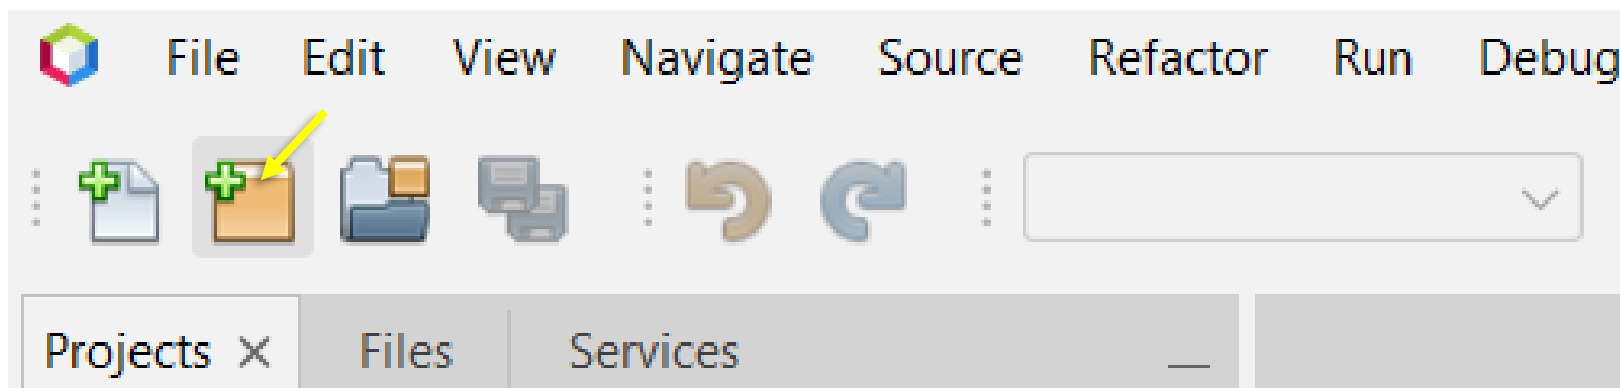 File Edit View Navigate Source Refactor Run Debug
Projects Files Services